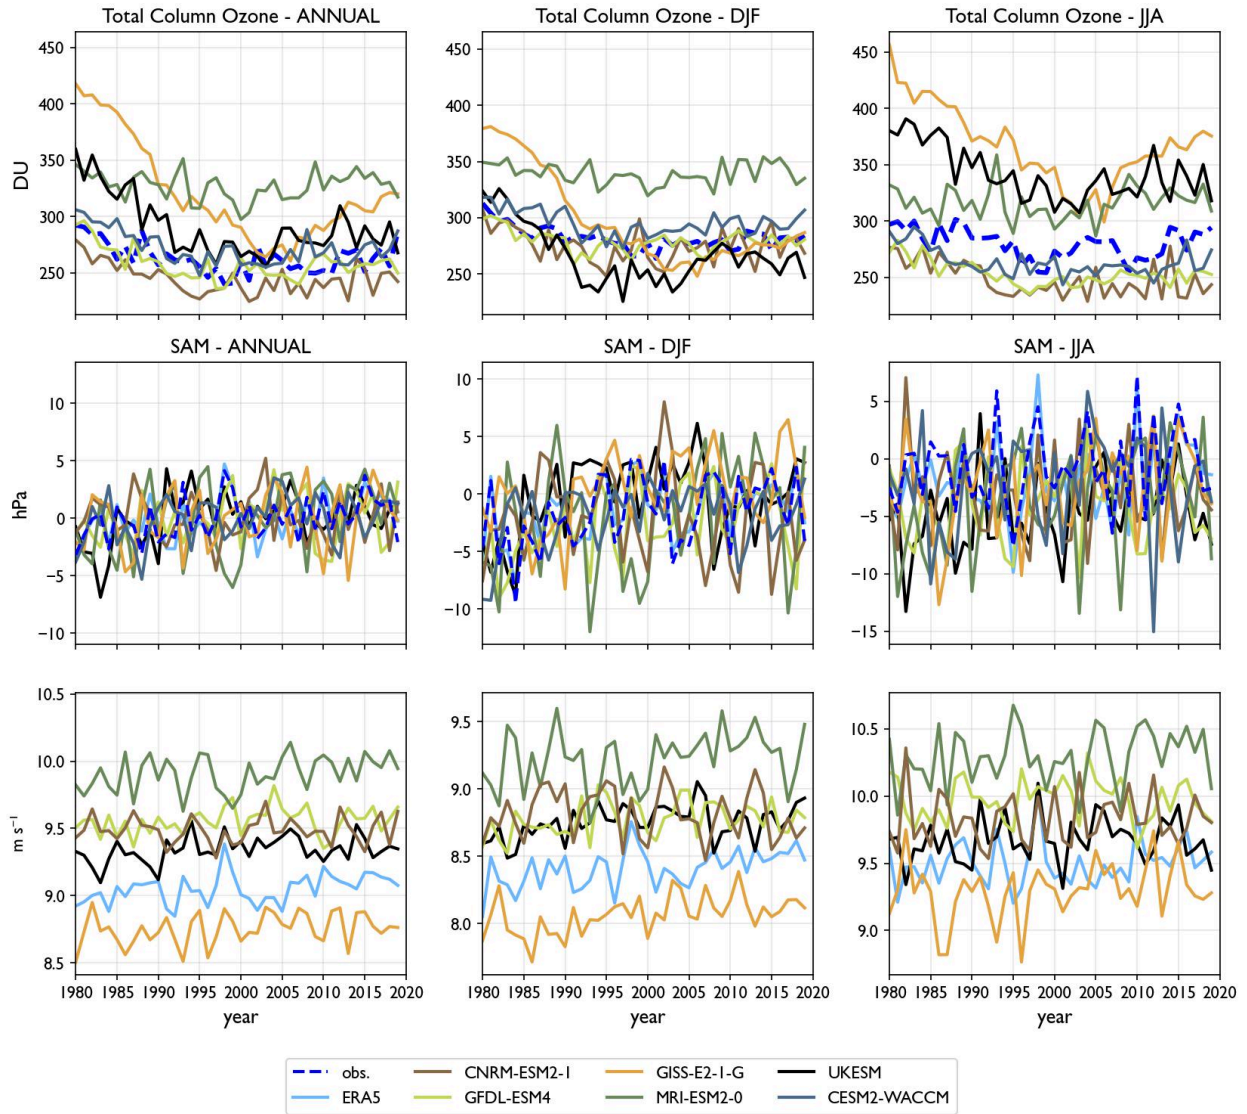 Total Column Ozone - ANNUAL
Total Column Ozone - DJF
Total Column Ozone - JJA
DU
450
400
350
300
250
450
400
350
300
250
450
400
350
300
250
SAM - ANNUAL
SAM - DJF
SAM - JJA
hPa
10
5
0
−5
−10
10
5
0
−5
−10
5
0
−5
−10
−15
m s⁻¹
10.5
10.0
9.5
9.0
8.5
9.5
9.0
8.5
8.0
10.5
10.0
9.5
9.0
1980 1985 1990 1995 2000 2005 2010 2015 2020
1980 1985 1990 1995 2000 2005 2010 2015 2020
1980 1985 1990 1995 2000 2005 2010 2015 2020
year
year
year
obs. CNRM-ESM2-1 GISS-E2-1-G UKESM
ERA5 GFDL-ESM4 MRI-ESM2-0 CESM2-WACCM